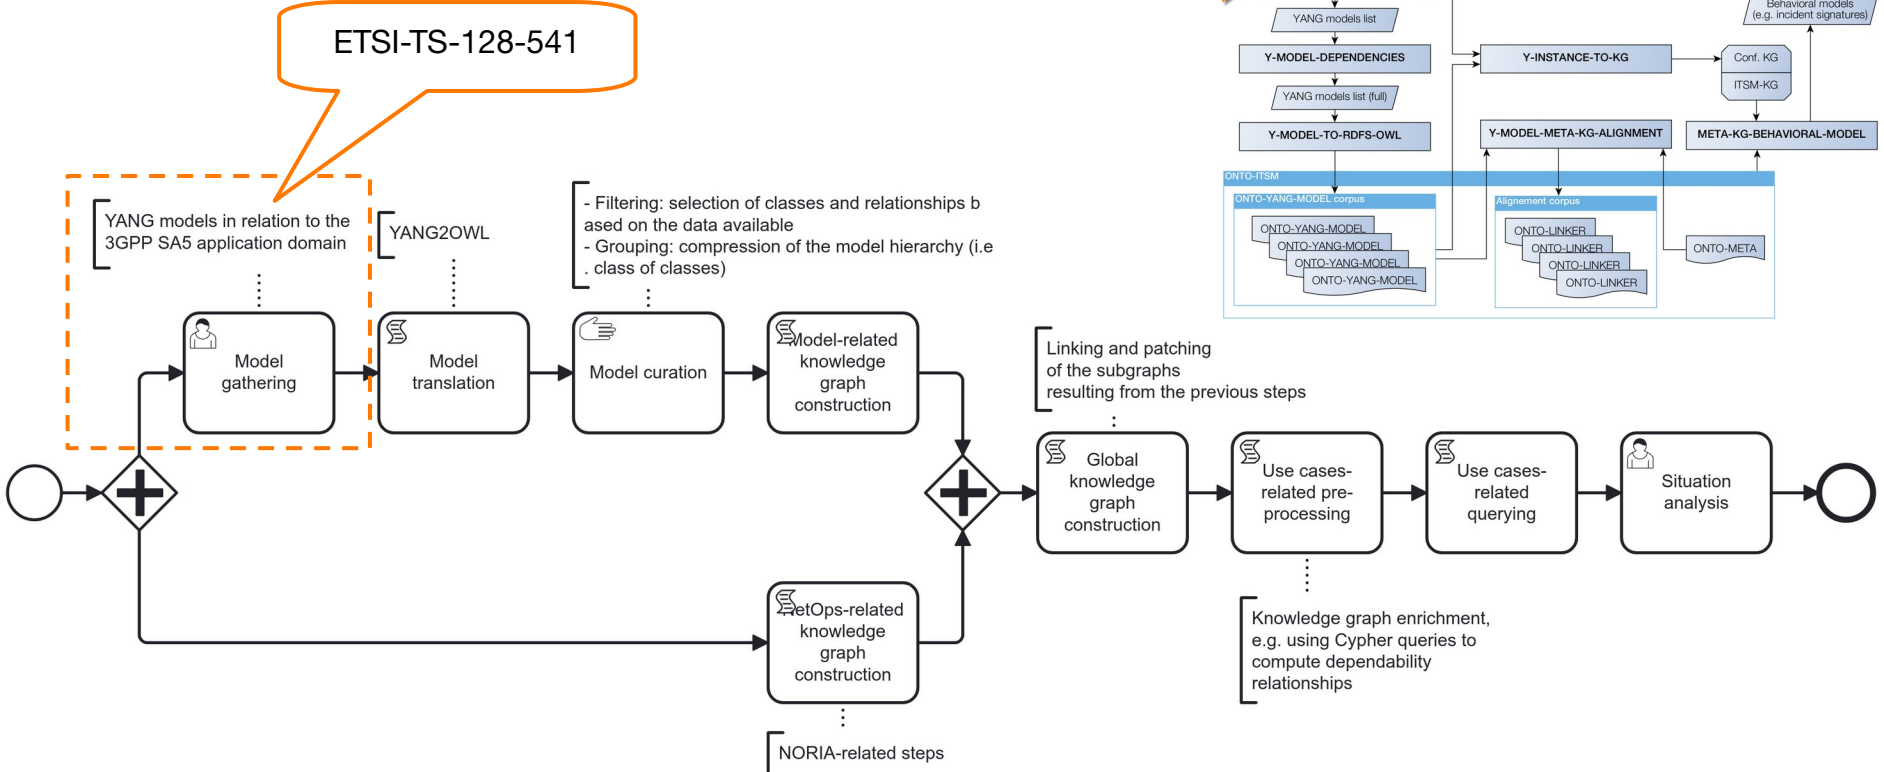 ETSI-TS-128-541
YANG models in relation to the
3GPP SA5 application domain
YANG2OWL
- Filtering: selection of classes and relationships b
ased on the data available
- Grouping: compression of the model hierarchy (i.e
. class of classes)
Model
gathering
Model
translation
Model curation
Model-related
knowledge
graph
construction
NetOps-related
knowledge
graph
construction
NORIA-related steps
Linking and patching
of the subgraphs
resulting from the previous steps
Global
knowledge
graph
construction
Use cases-
related pre-
processing
Use cases-
related
querying
Situation
analysis
Knowledge graph enrichment,
e.g. using Cypher queries to
compute dependability
relationships
YANG models list
Y-MODEL-DEPENDENCIES
YANG models list (full)
Y-MODEL-TO-RDFS-OWL
Y-INSTANCE-TO-KG
Conf. KG
ITSM-KG
Behavioral models
(e.g. incident signatures)
Y-MODEL-META-KG-ALIGNMENT
META-KG-BEHAVIORAL-MODEL
ONTO-ITSM
ONTO-YANG-MODEL corpus
ONTO-YANG-MODEL
ONTO-YANG-MODEL
ONTO-YANG-MODEL
ONTO-YANG-MODEL
Alignement corpus
ONTO-LINKER
ONTO-LINKER
ONTO-LINKER
ONTO-LINKER
ONTO-META